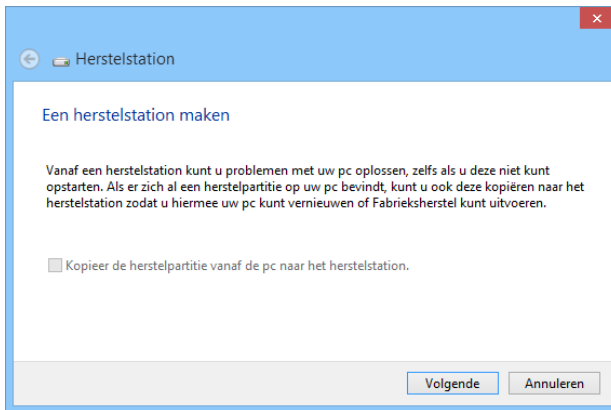 Herstelstation
Een herstelstation maken
Vanaf een herstelstation kunt u problemen met uw pc oplossen, zelfs als u deze niet kunt
opstarten. Als er zich al een herstelpartitie op uw pc bevindt, kunt u ook deze kopiëren naar het
herstelstation zodat u hiermee uw pc kunt vernieuwen of Fabrieksherstel kunt uitvoeren.
Kopieer de herstelpartitie vanaf de pc naar het herstelstation.
Volgende
Annuleren